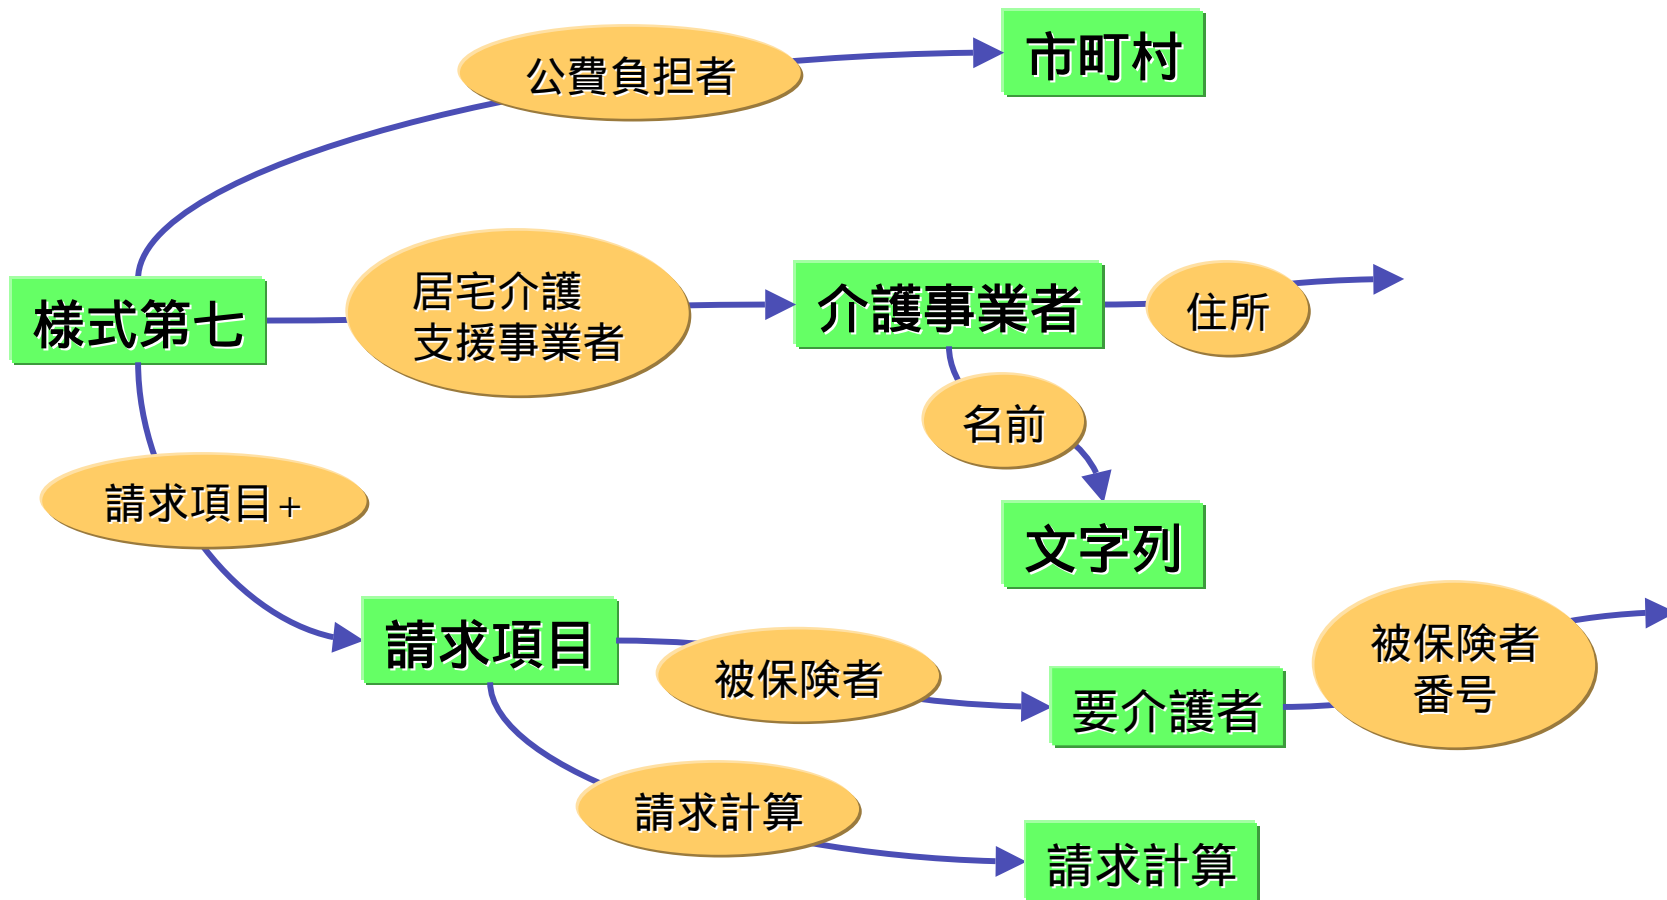 公費負担者
市町村
様式第七
居宅介護
支援事業者
介護事業者
住所
名前
請求項目+
文字列
請求項目
被保険者
要介護者
被保険者
番号
請求計算
請求計算